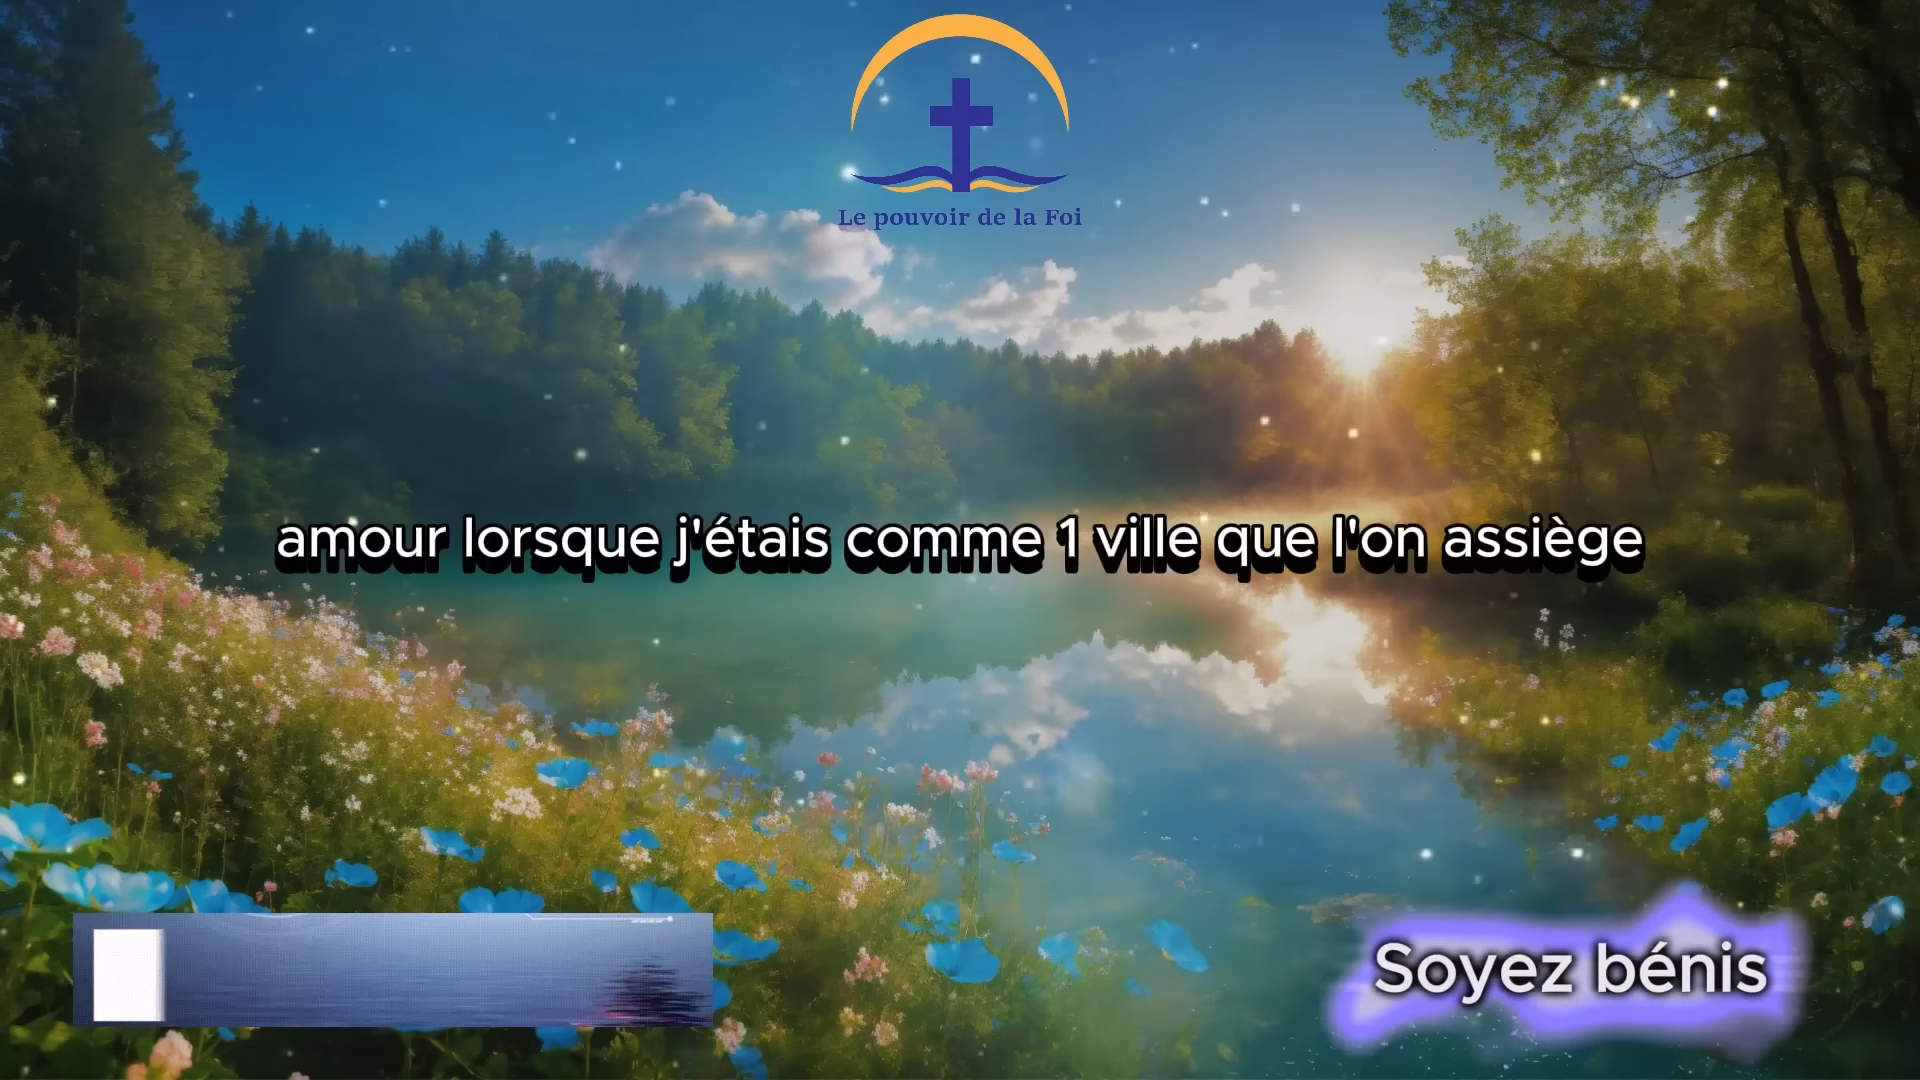 Le pouvoir de la Foi
amour lorsque j'étais comme 1 ville que l'on assiège
Soyez bénis